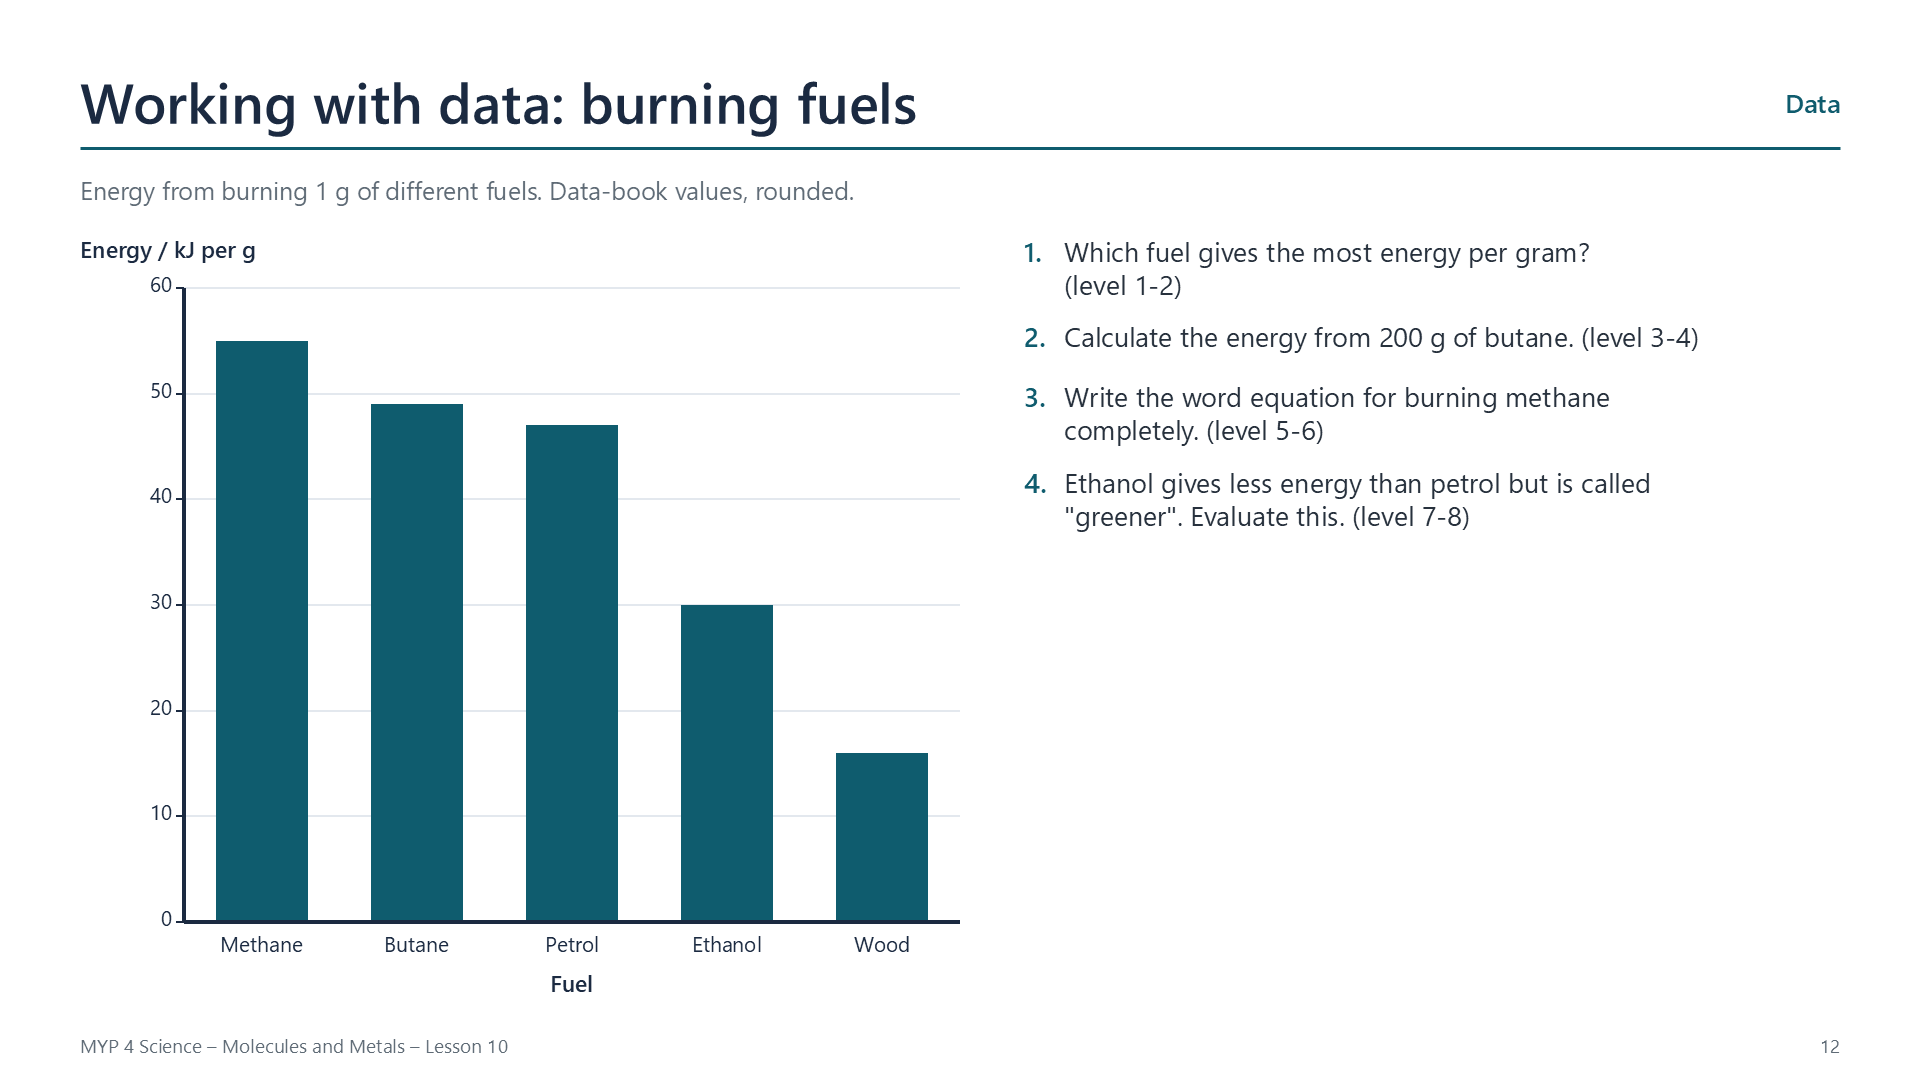 Working with data: burning fuels
Data
Energy from burning 1 g of different fuels. Data-book values, rounded.
Energy / kJ per g
60
50
40
30
20
10
0
Methane Butane Petrol Ethanol Wood
Fuel
1. Which fuel gives the most energy per gram?
(level 1-2)
2. Calculate the energy from 200 g of butane. (level 3-4)
3. Write the word equation for burning methane
completely. (level 5-6)
4. Ethanol gives less energy than petrol but is called
"greener". Evaluate this. (level 7-8)
MYP 4 Science – Molecules and Metals – Lesson 10
12